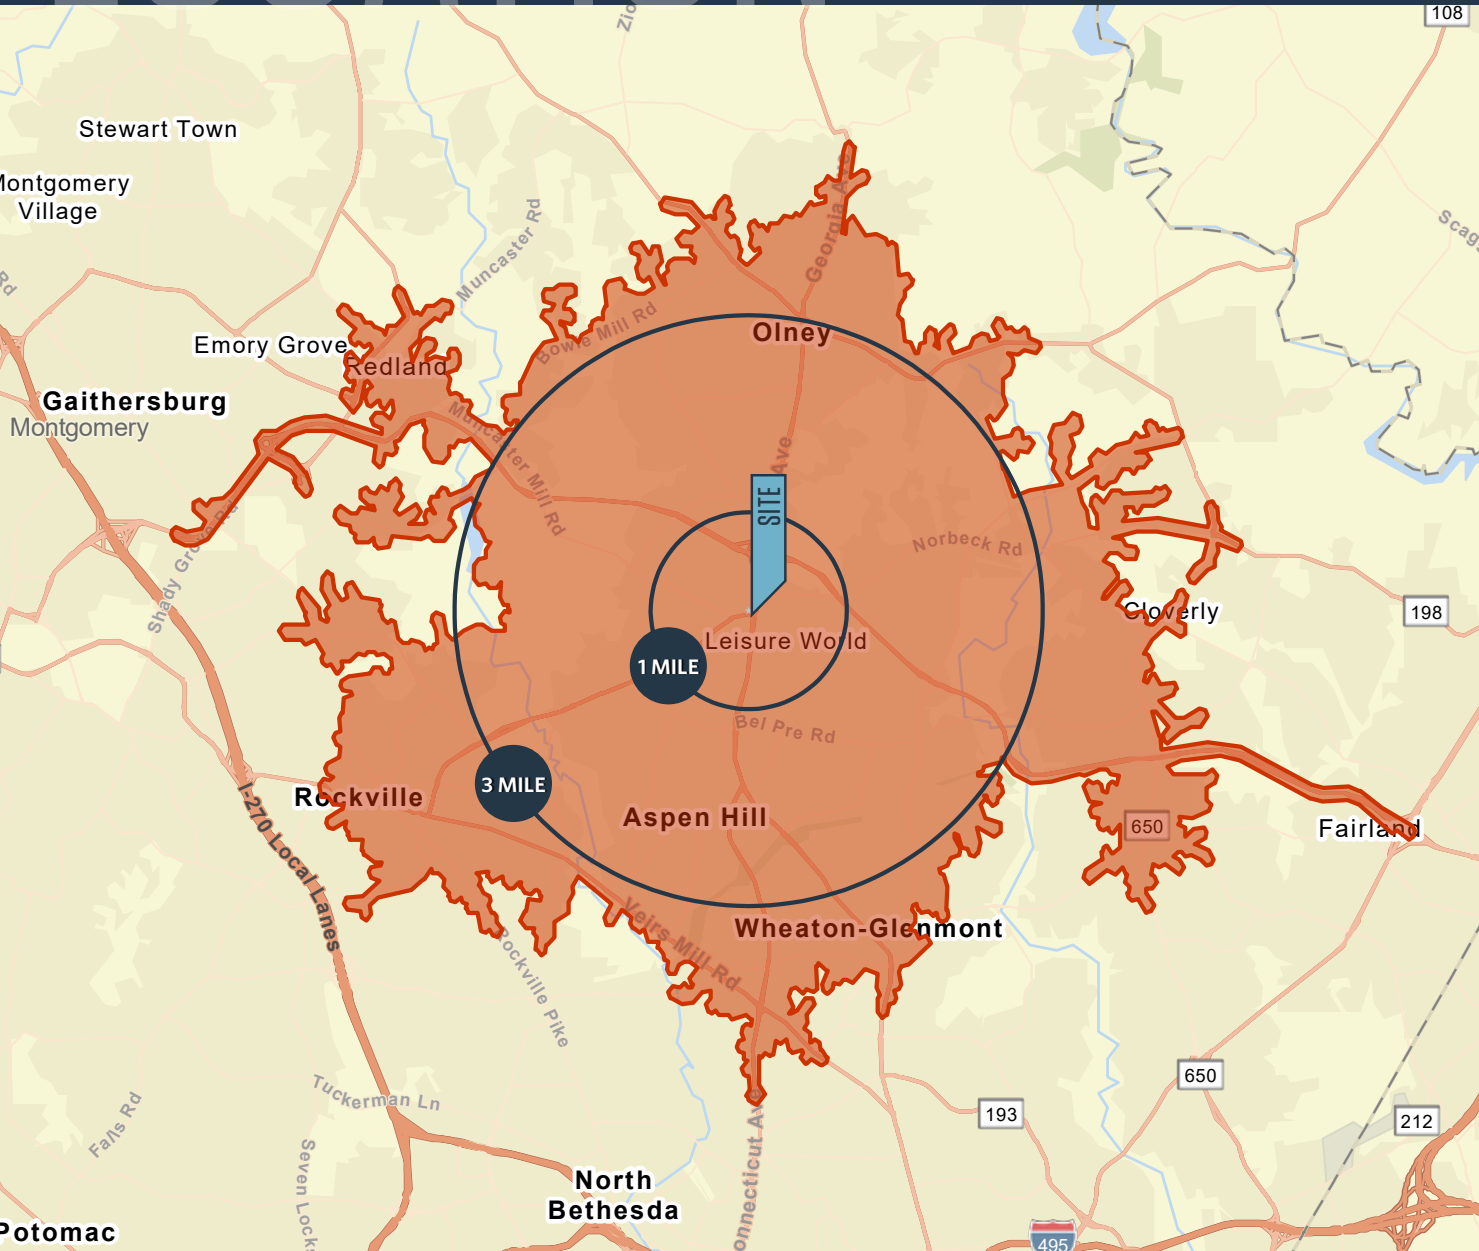 108
Stewart Town
Montgomery
Village
Muncaster Rd
Georgia Ave
Emory Grove
Redland
Bowie Mill Rd
Olney
Gaithersburg
Montgomery
Muncaster Mill Rd
Ave
SITE
Norbeck Rd
Shady Grove Rd
Cloverly
198
Leisure World
1 MILE
Bel Pre Rd
3 MILE
Rockville
Aspen Hill
I-270 Local Lanes
650
Fairland
Veirs Mill Rd
Wheaton-Glenmont
Rockville Pike
Tuckerman Ln
Falls Rd
650
193
212
Connecticut Ave
Seven Locks
North
Bethesda
Potomac
495